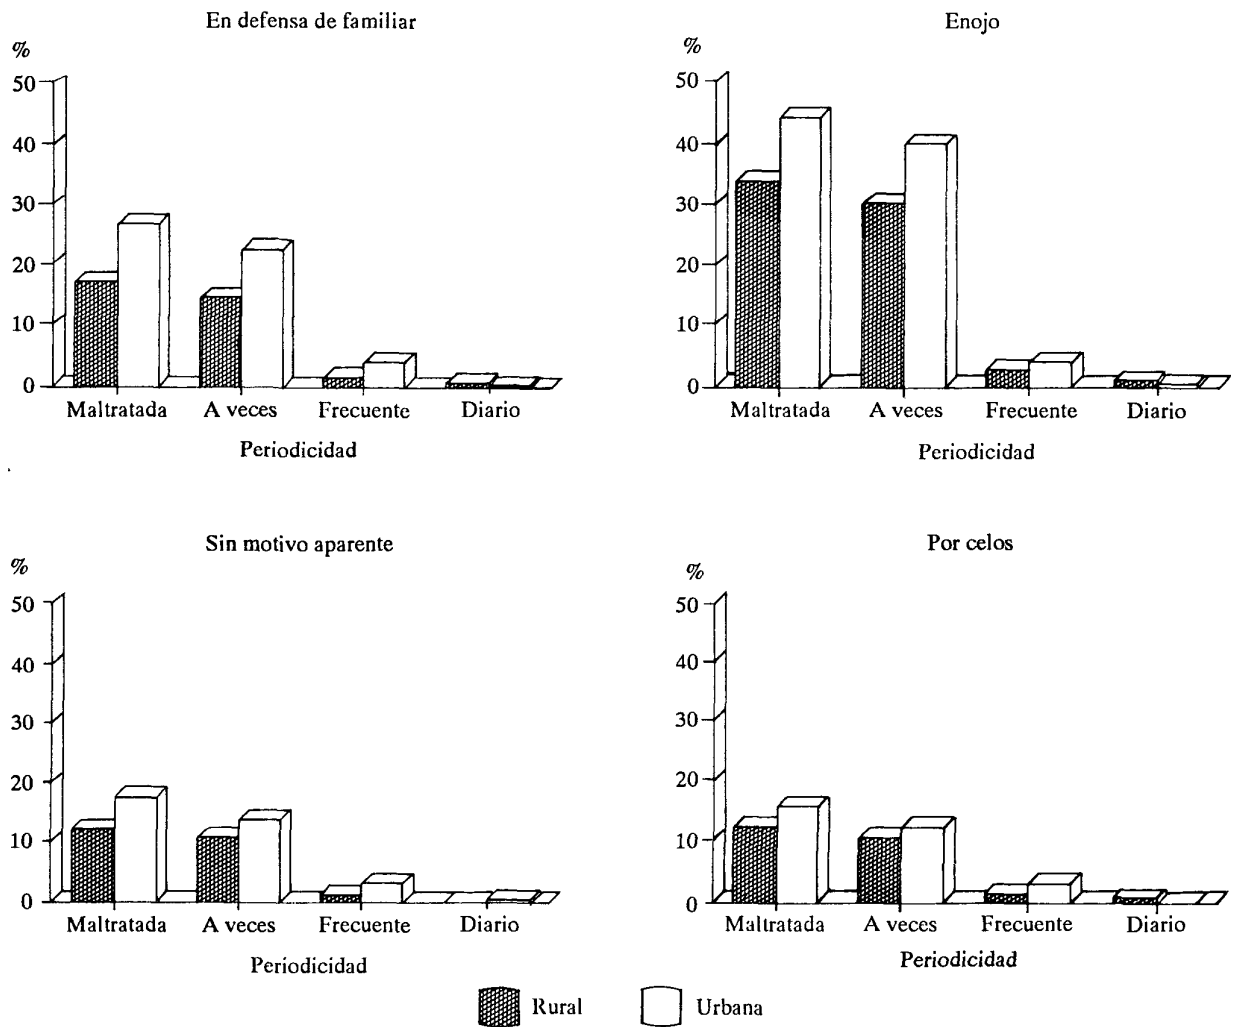 En defensa de familiar
%
50
40
30
20
10
0
Maltratada A veces Frecuente Diario
Periodicidad
Enojo
%
50
40
30
20
10
0
Maltratada A veces Frecuente Diario
Periodicidad
Sin motivo aparente
%
50
40
30
20
10
0
Maltratada A veces Frecuente Diario
Periodicidad
Por celos
%
50
40
30
20
10
0
Maltratada A veces Frecuente Diario
Periodicidad
Rural Urbana